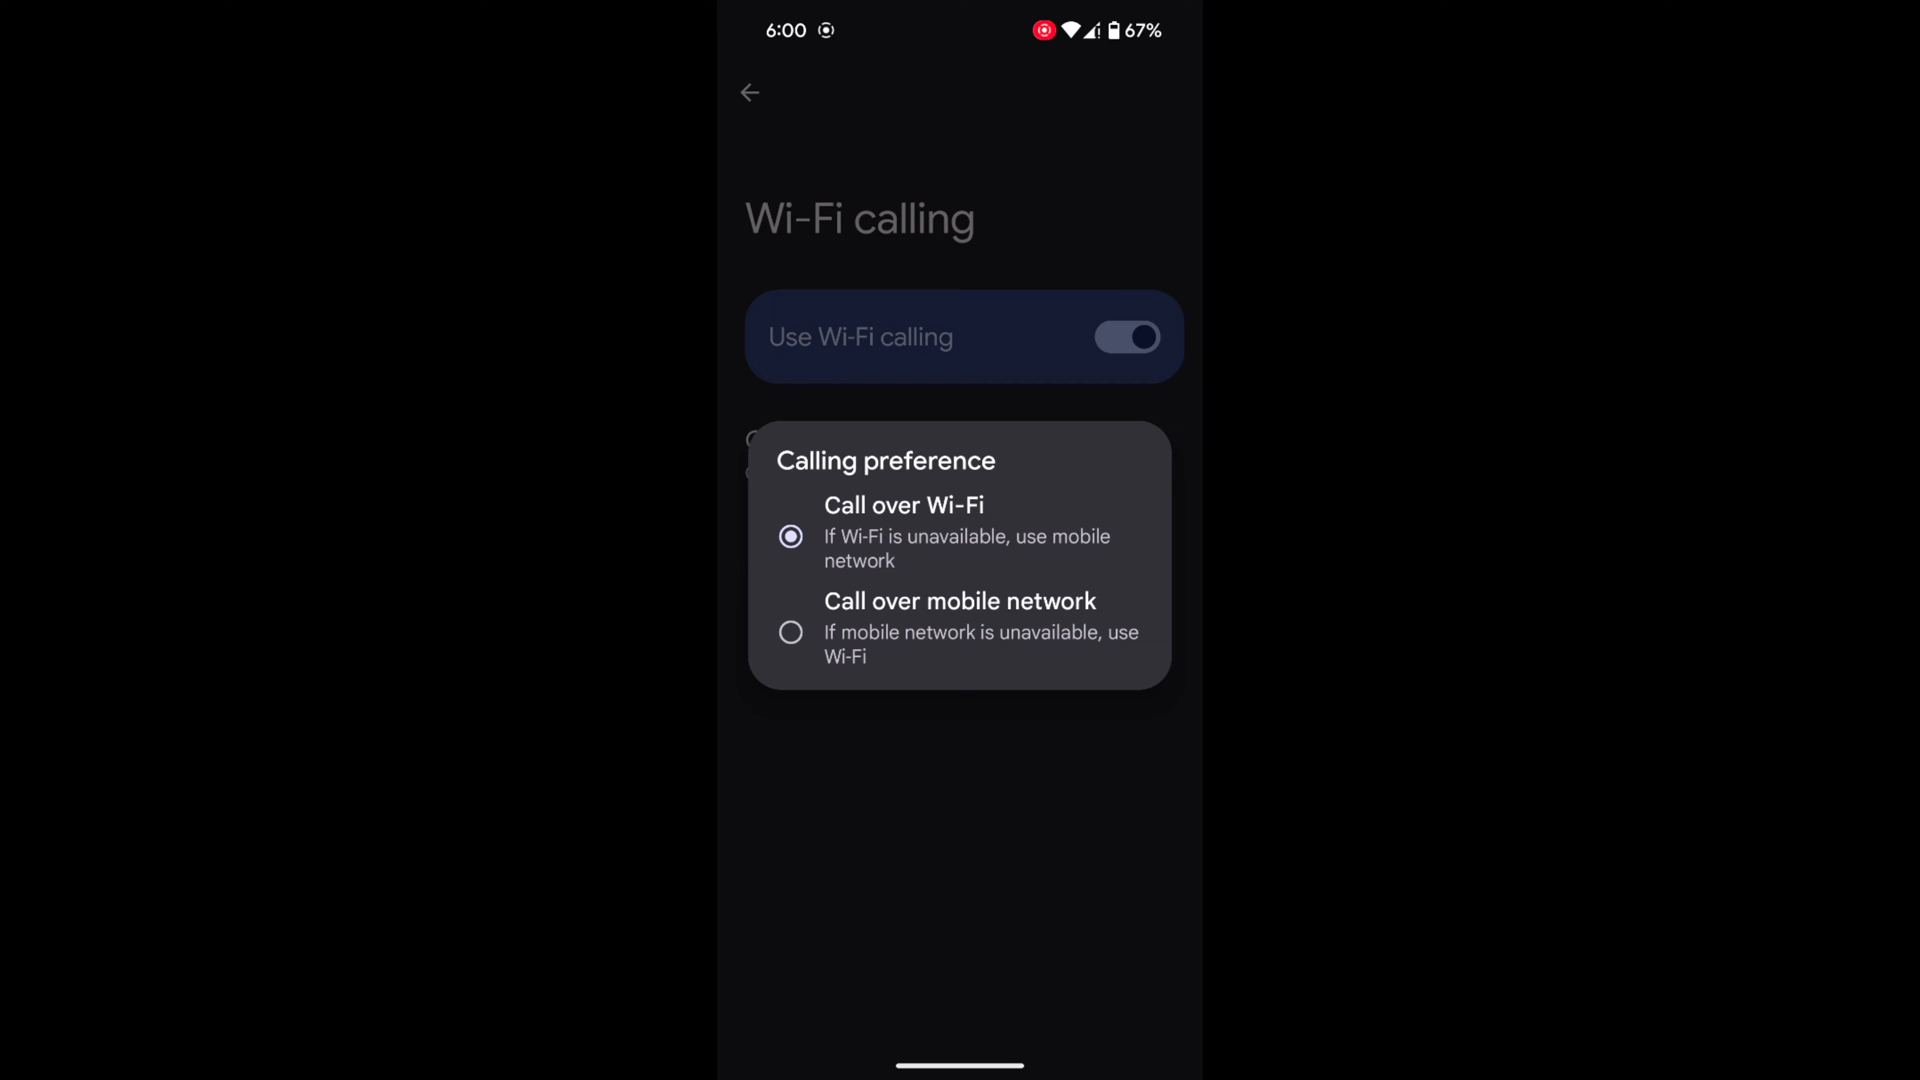 6:00
67%
Wi-Fi calling
Use Wi-Fi calling
Calling preference
Call over Wi-Fi
If Wi-Fi is unavailable, use mobile
network
Call over mobile network
If mobile network is unavailable, use
Wi-Fi